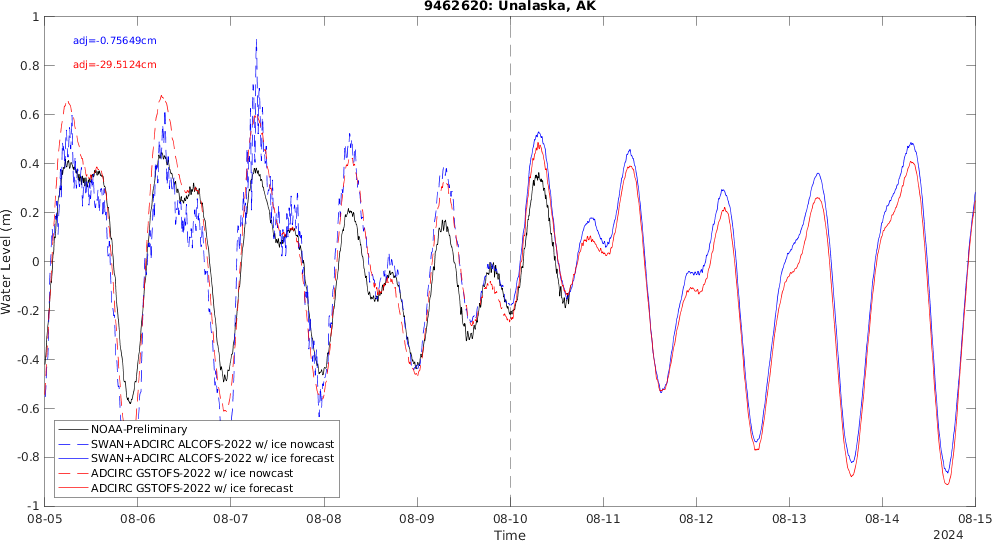 9462620: Unalaska, AK
adj=-0.75649cm
adj=-29.5124cm
Water Level (m)
1
0.8
0.6
0.4
0.2
0
-0.2
-0.4
-0.6
-0.8
-1
NOAA-Preliminary
SWAN+ADCIRC ALCOFS-2022 w/ ice nowcast
SWAN+ADCIRC ALCOFS-2022 w/ ice forecast
ADCIRC GSTOFS-2022 w/ ice nowcast
ADCIRC GSTOFS-2022 w/ ice forecast
08-05 08-06 08-07 08-08 08-09 08-10 08-11 08-12 08-13 08-14 08-15
Time
2024